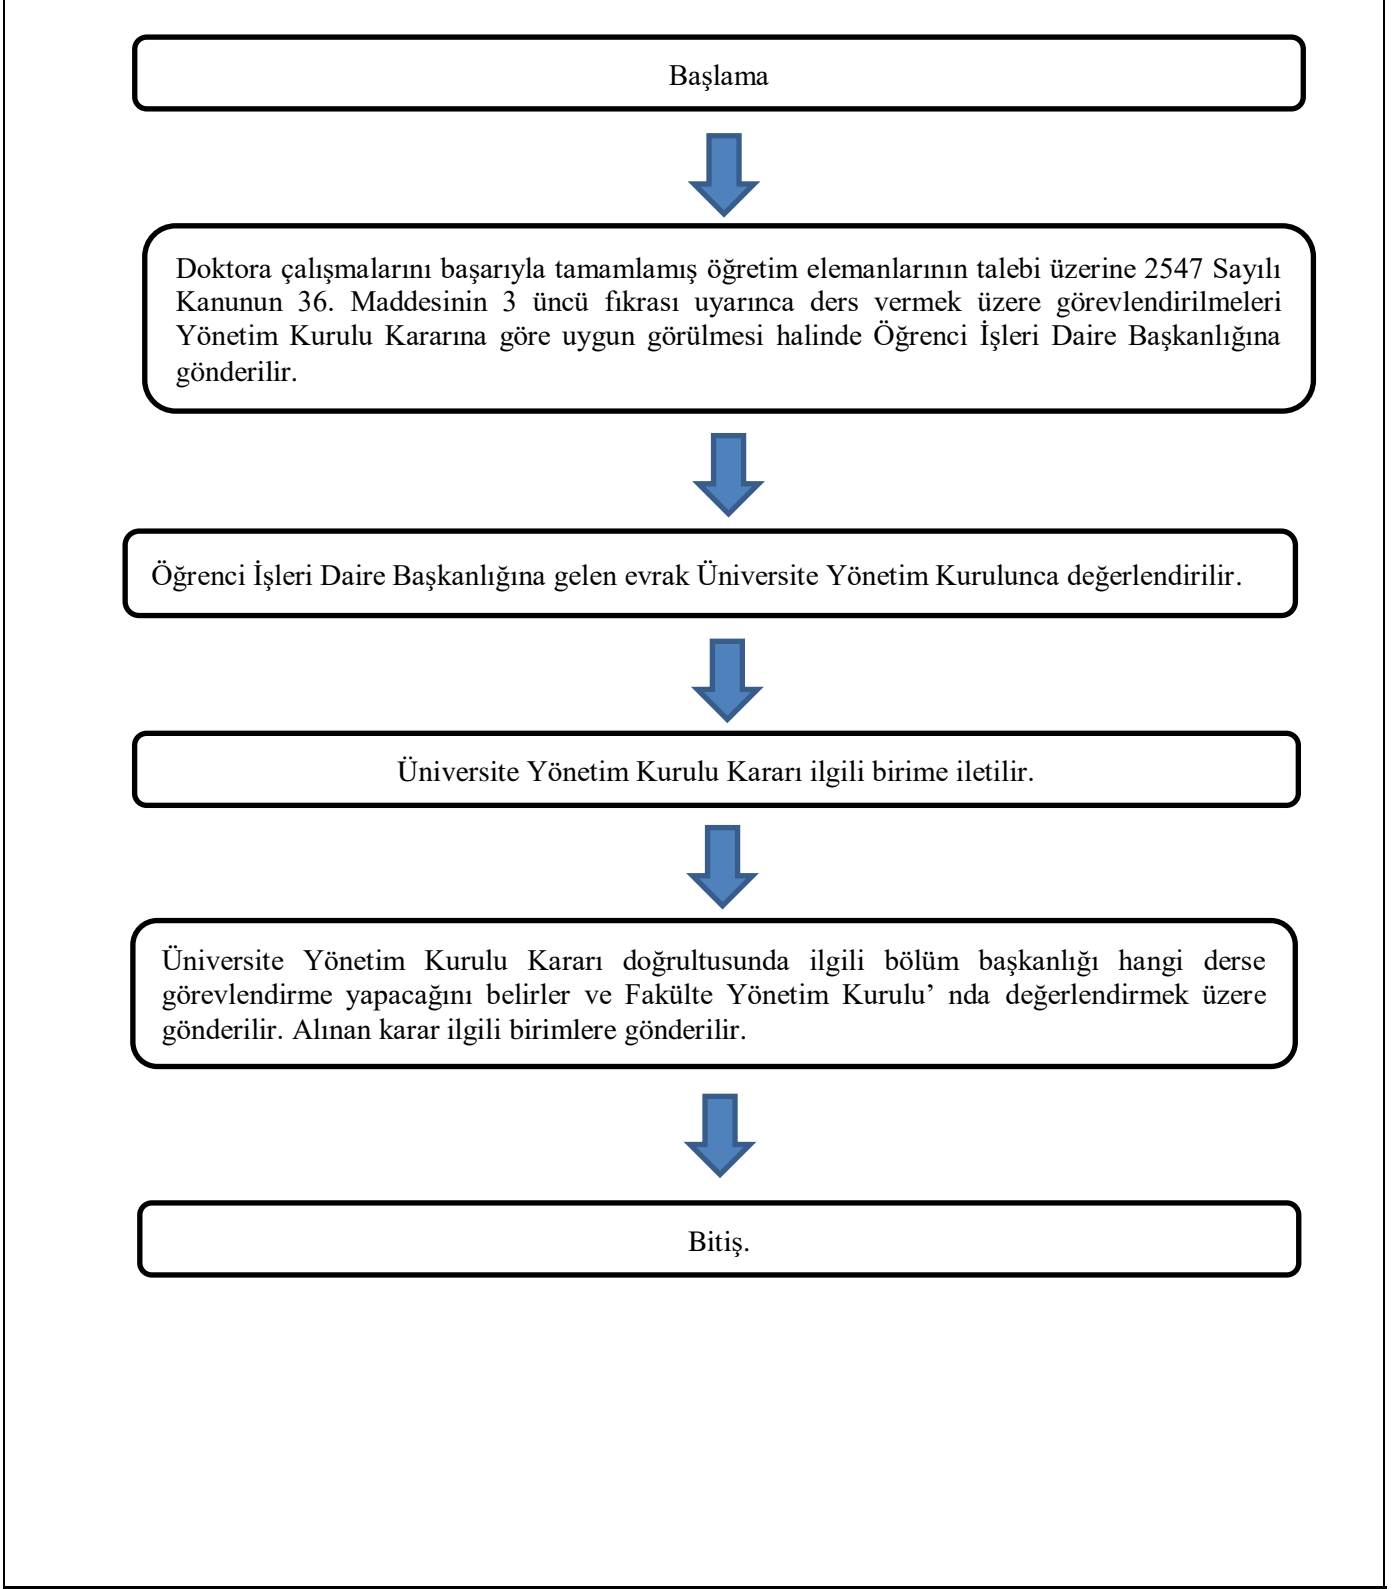 Başlama
Doktora çalışmalarını başarıyla tamamlamış öğretim elemanlarının talebi üzerine 2547 Sayılı
Kanunun 36. Maddesinin 3 üncü fıkrası uyarınca ders vermek üzere görevlendirilmeleri
Yönetim Kurulu Kararına göre uygun görülmesi halinde Öğrenci İşleri Daire Başkanlığına
gönderilir.
Öğrenci İşleri Daire Başkanlığına gelen evrak Üniversite Yönetim Kurulunca değerlendirilir.
Üniversite Yönetim Kurulu Kararı ilgili birime iletilir.
Üniversite Yönetim Kurulu Kararı doğrultusunda ilgili bölüm başkanlığı hangi derse
görevlendirme yapacağını belirler ve Fakülte Yönetim Kurulu’ nda değerlendirmek üzere
gönderilir. Alınan karar ilgili birimlere gönderilir.
Bitiş.